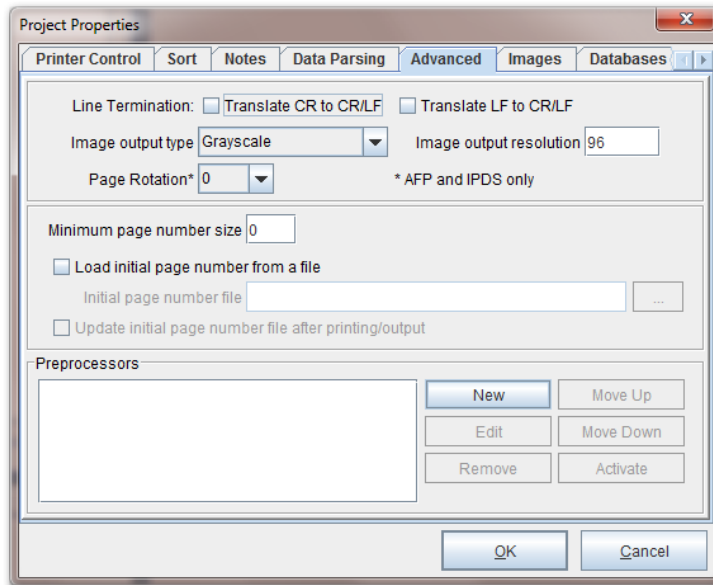 Project Properties
Printer Control Sort Notes Data Parsing Advanced Images Databases
Line Termination: Translate CR to CR/LF Translate LF to CR/LF
Image output type Grayscale Image output resolution 96
Page Rotation* 0 * AFP and IPDS only
Minimum page number size 0
Load initial page number from a file
Initial page number file ...
Update initial page number file after printing/output
Preprocessors
New Move Up
Edit Move Down
Remove Activate
OK Cancel